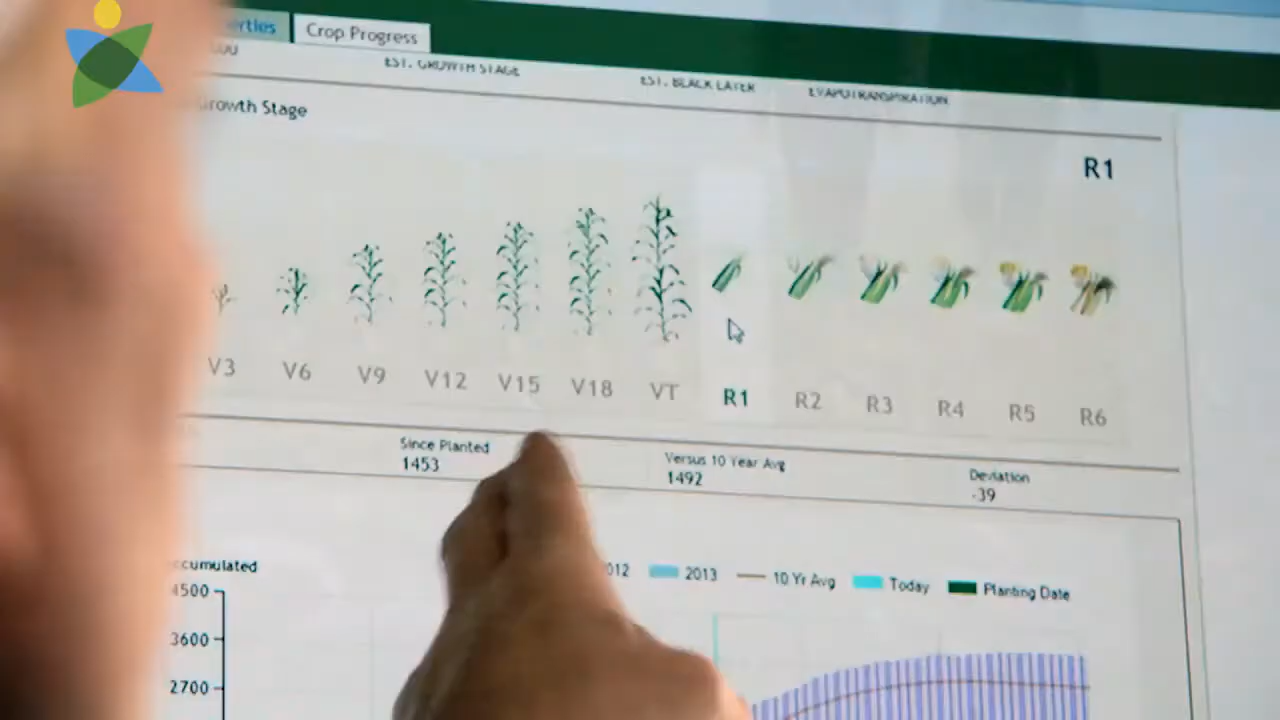 Crop Progress
EST. GROWTH STAGE
EST. BLACK LAYER
EVAPOTRANSPIRATION
Growth Stage
R1
V3
V6
V9
V12
V15
V18
VT
R1
R2
R3
R4
R5
R6
Since Planted
1453
Versus 10 Year Avg
1492
Deviation
-39
2013
10 Yr Avg
Today
Planting Date
4500
3600
2700